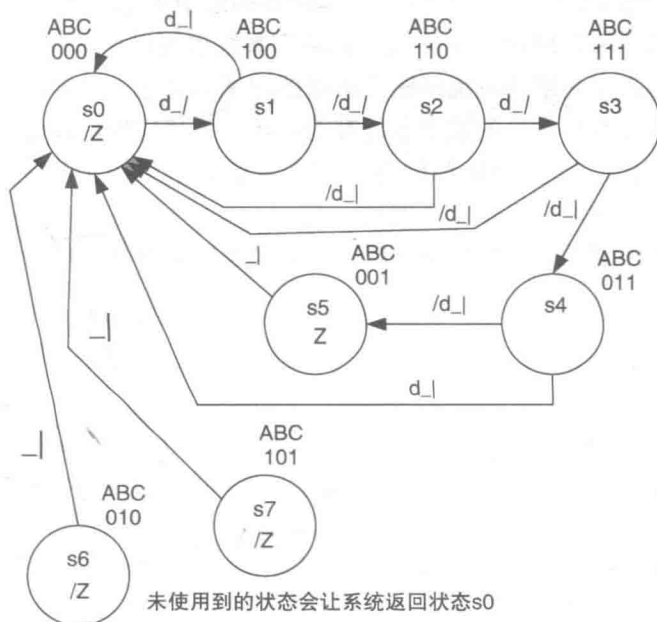 ABC
000
d_|
ABC
100
ABC
110
ABC
111
s0
/Z
d_/
s1
/d_/
s2
d_/
s3
/d_|
/d_|
/d_|
_|
ABC
001
ABC
011
s5
Z
/d_|
s4
_|
d_|
_|
ABC
101
ABC
010
s7
/Z
s6
/Z
未使用到的状态会让系统返回状态s0